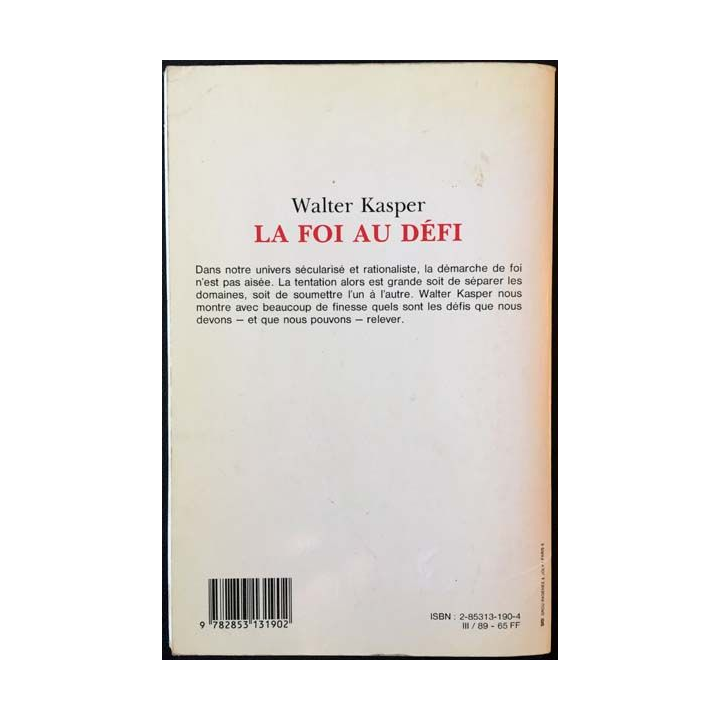 Walter Kasper
LA FOI AU DÉFI
Dans notre univers sécularisé et rationaliste, la démarche de foi
n'est pas aisée. La tentation alors est grande soit de séparer les
domaines, soit de soumettre l'un à l'autre. Walter Kasper nous
montre avec beaucoup de finesse quels sont les défis que nous
devons — et que nous pouvons — relever.
9 782853 131902
ISBN : 2-85313-190-4
III / 89 - 65 FF